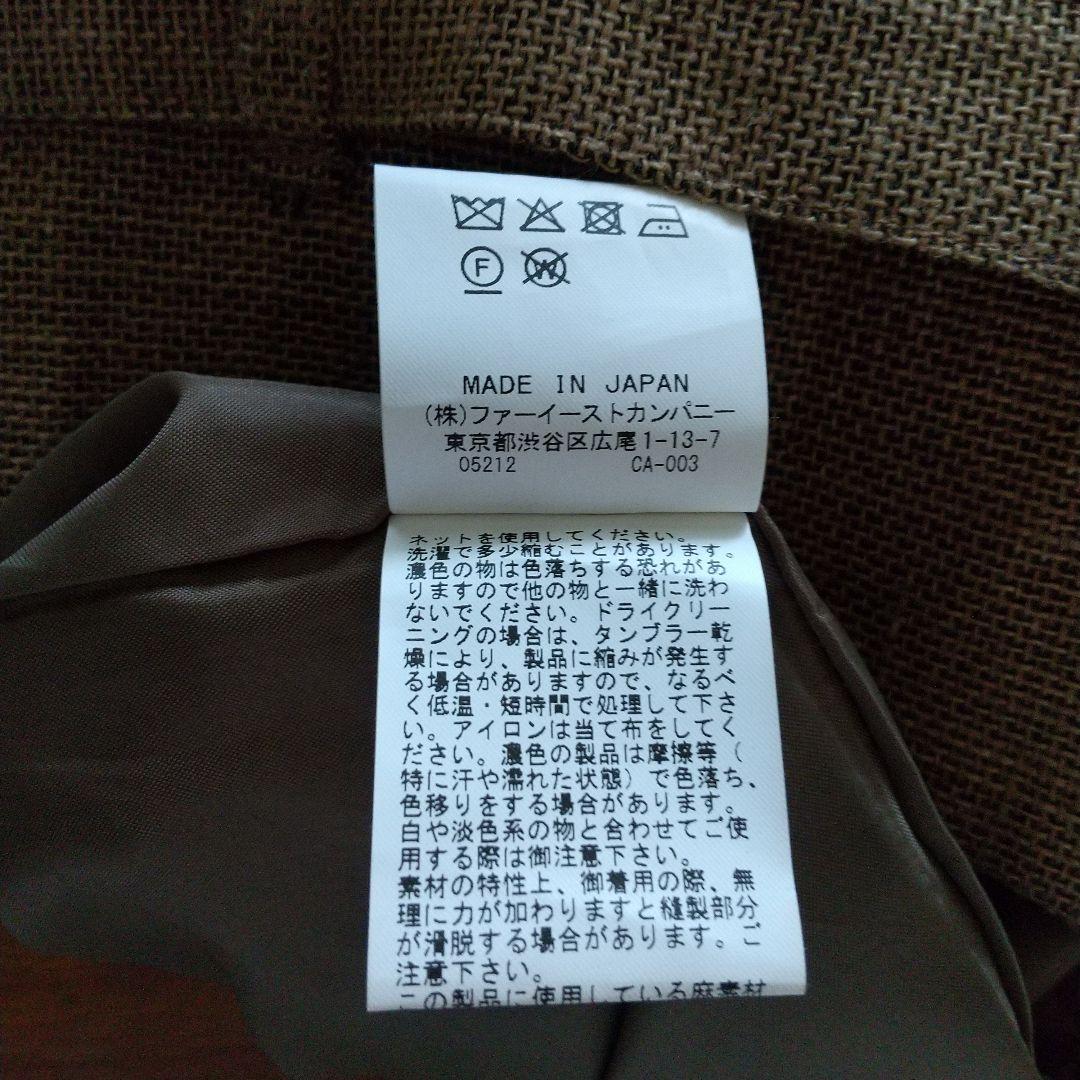 F
W
MADE IN JAPAN
(株)ファーイーストカンパニー
東京都渋谷区広尾1-13-7
05212 CA-003
ネットを使用してください。
洗濯で多少縮むことがあります。
濃色の物は色落ちする恐れがあ
りますので他の物と一緒に洗わ
ないでください。ドライクリー
ニングの場合は、タンブラー乾
燥により、製品に縮みが発生す
る場合がありますので、なるべ
く低温・短時間で処理して下さ
い。アイロンは当て布をしてく
ださい。濃色の製品は摩擦等(
特に汗や濡れた状態)で色落ち、
色移りをする場合があります。
白や淡色系の物と合わせてご使
用する際は御注意下さい。
素材の特性上、御着用の際、無
理に力が加わりますと縫製部分
が滑脱する場合があります。ご
注意下さい。
この製品に使用している麻素材